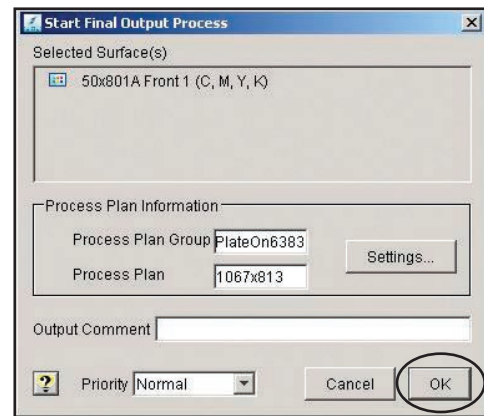 Start Final Output Process
Selected Surface(s)
50x801A Front 1 (C, M, Y, K)
Process Plan Information
Process Plan Group PlateOn6383
Settings...
Process Plan 1067x813
Output Comment
? Priority Normal Cancel OK